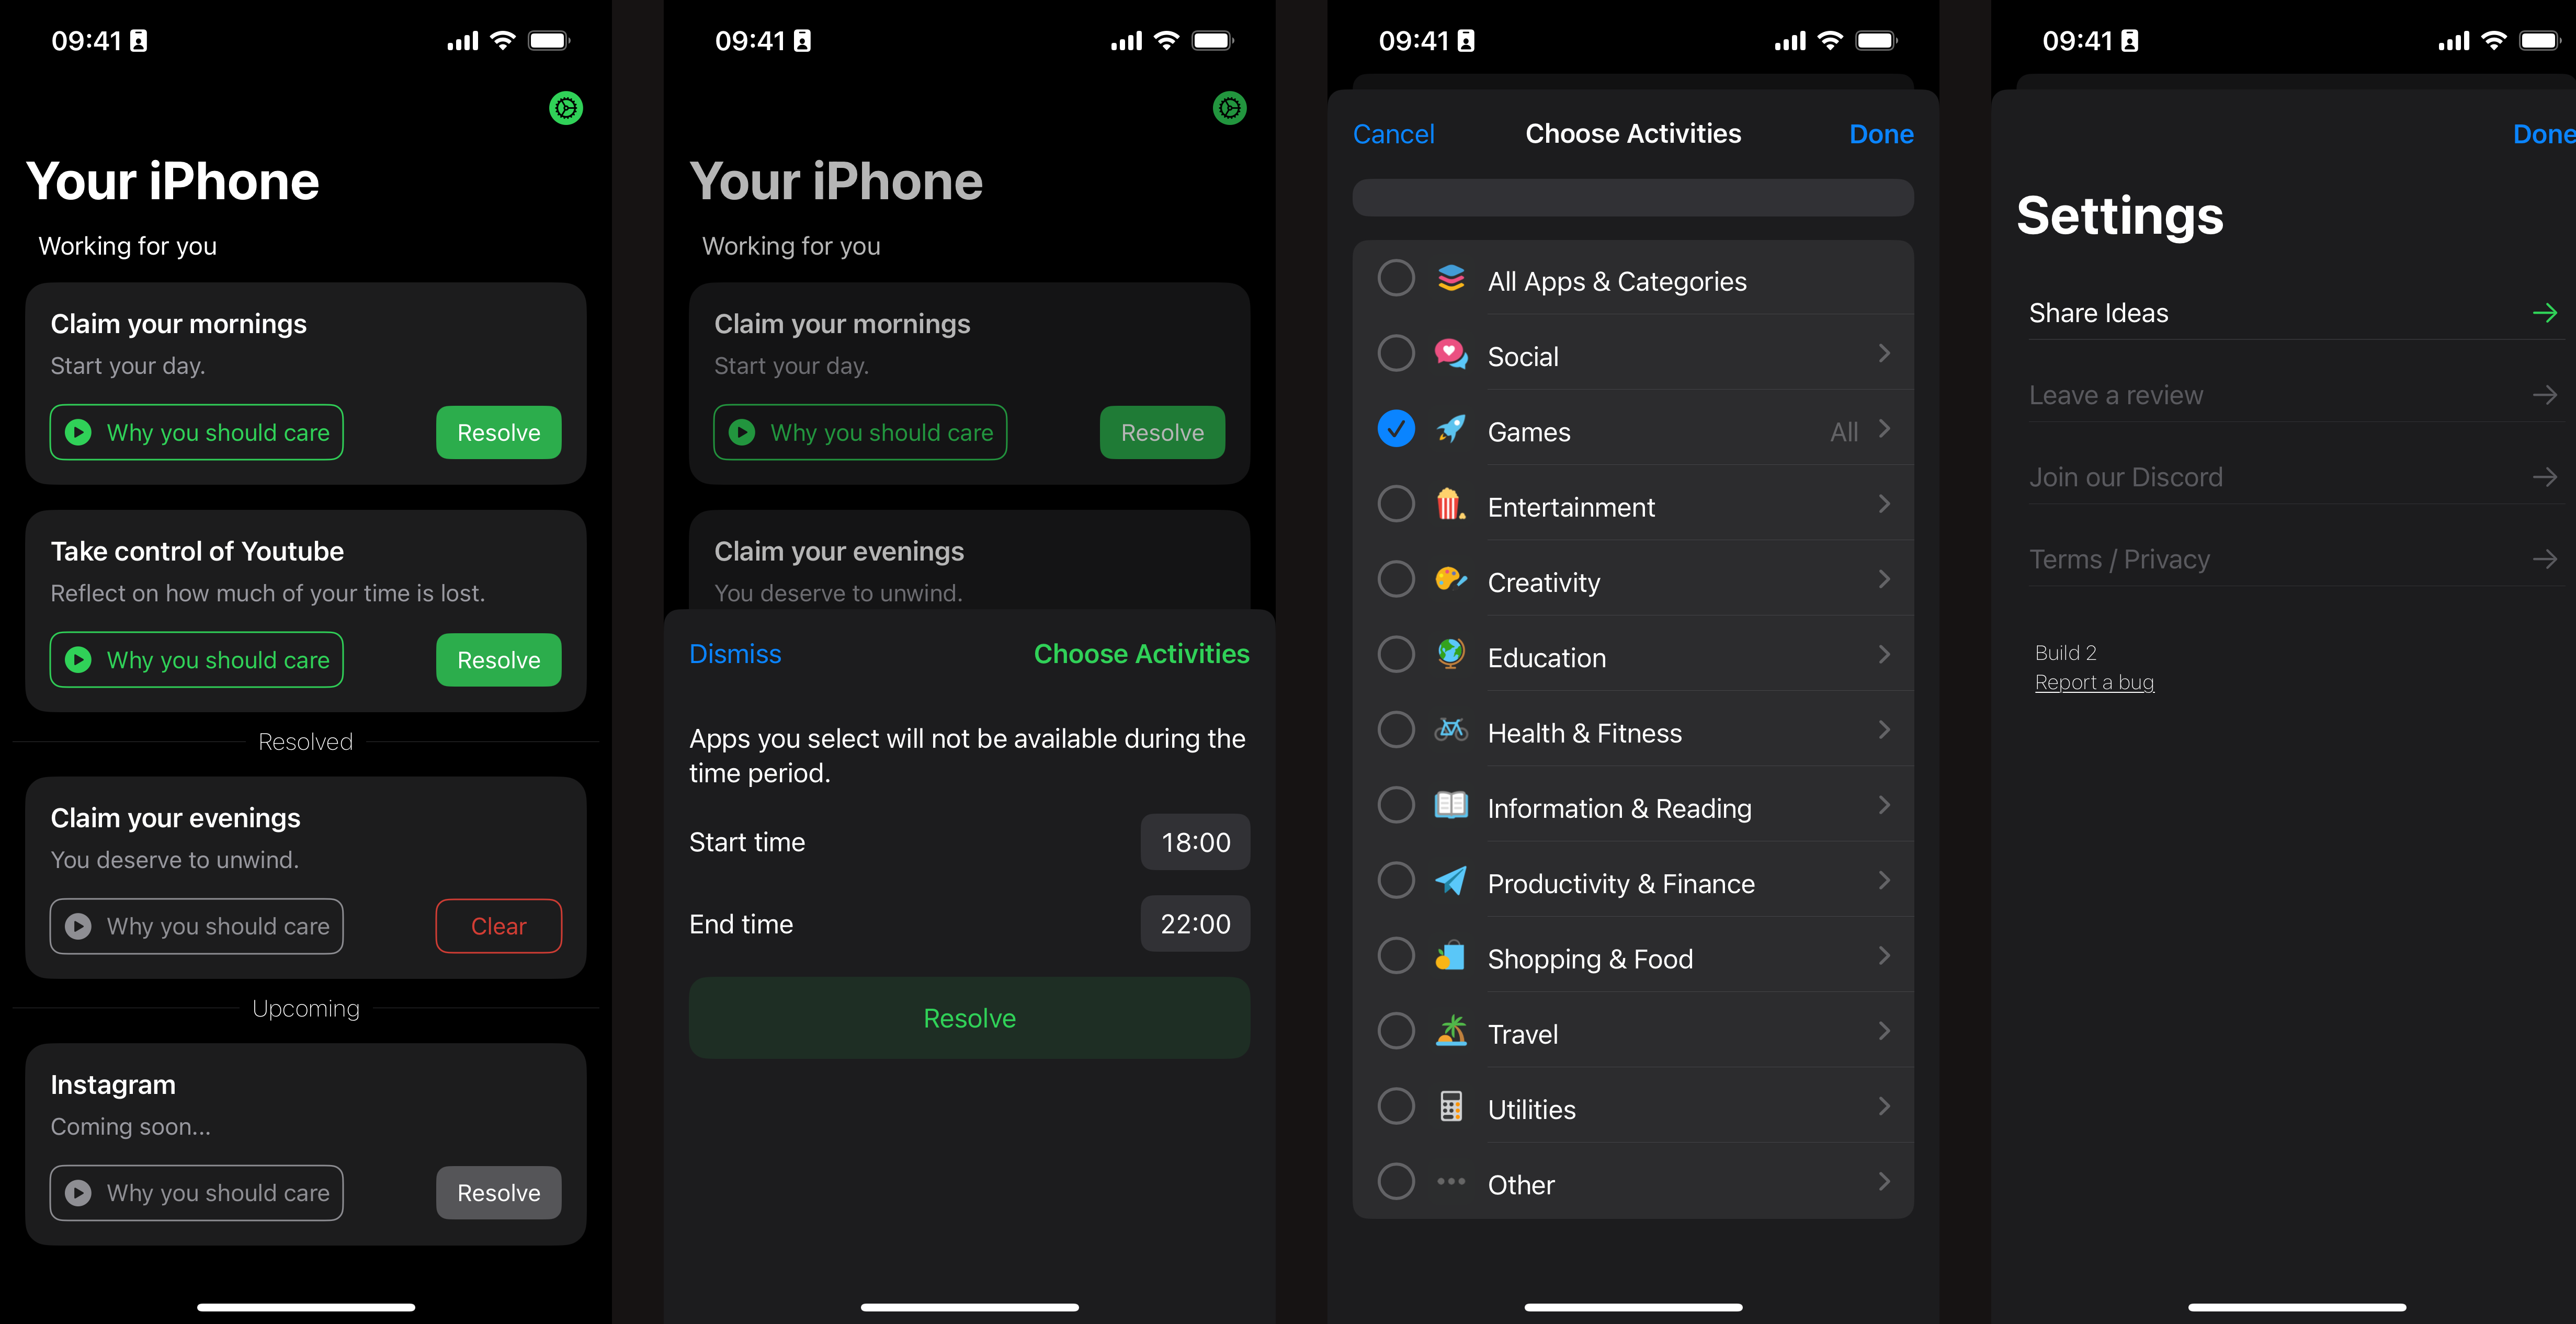 09:41
Your iPhone
Working for you
Claim your mornings
Start your day.
Why you should care
Resolve
Take control of Youtube
Reflect on how much of your time is lost.
Why you should care
Resolve
Resolved
Claim your evenings
You deserve to unwind.
Why you should care
Clear
Upcoming
Instagram
Coming soon...
Why you should care
Resolve
09:41
Your iPhone
Working for you
Claim your mornings
Start your day.
Why you should care
Resolve
Claim your evenings
You deserve to unwind.
Dismiss
Choose Activities
Apps you select will not be available during the
time period.
Start time
18:00
End time
22:00
Resolve
09:41
Cancel
Choose Activities
Done
All Apps & Categories
Social
Games
All
Entertainment
Creativity
Education
Health & Fitness
Information & Reading
Productivity & Finance
Shopping & Food
Travel
Utilities
Other
09:41
Done
Settings
Share Ideas
Leave a review
Join our Discord
Terms / Privacy
Build 2
Report a bug